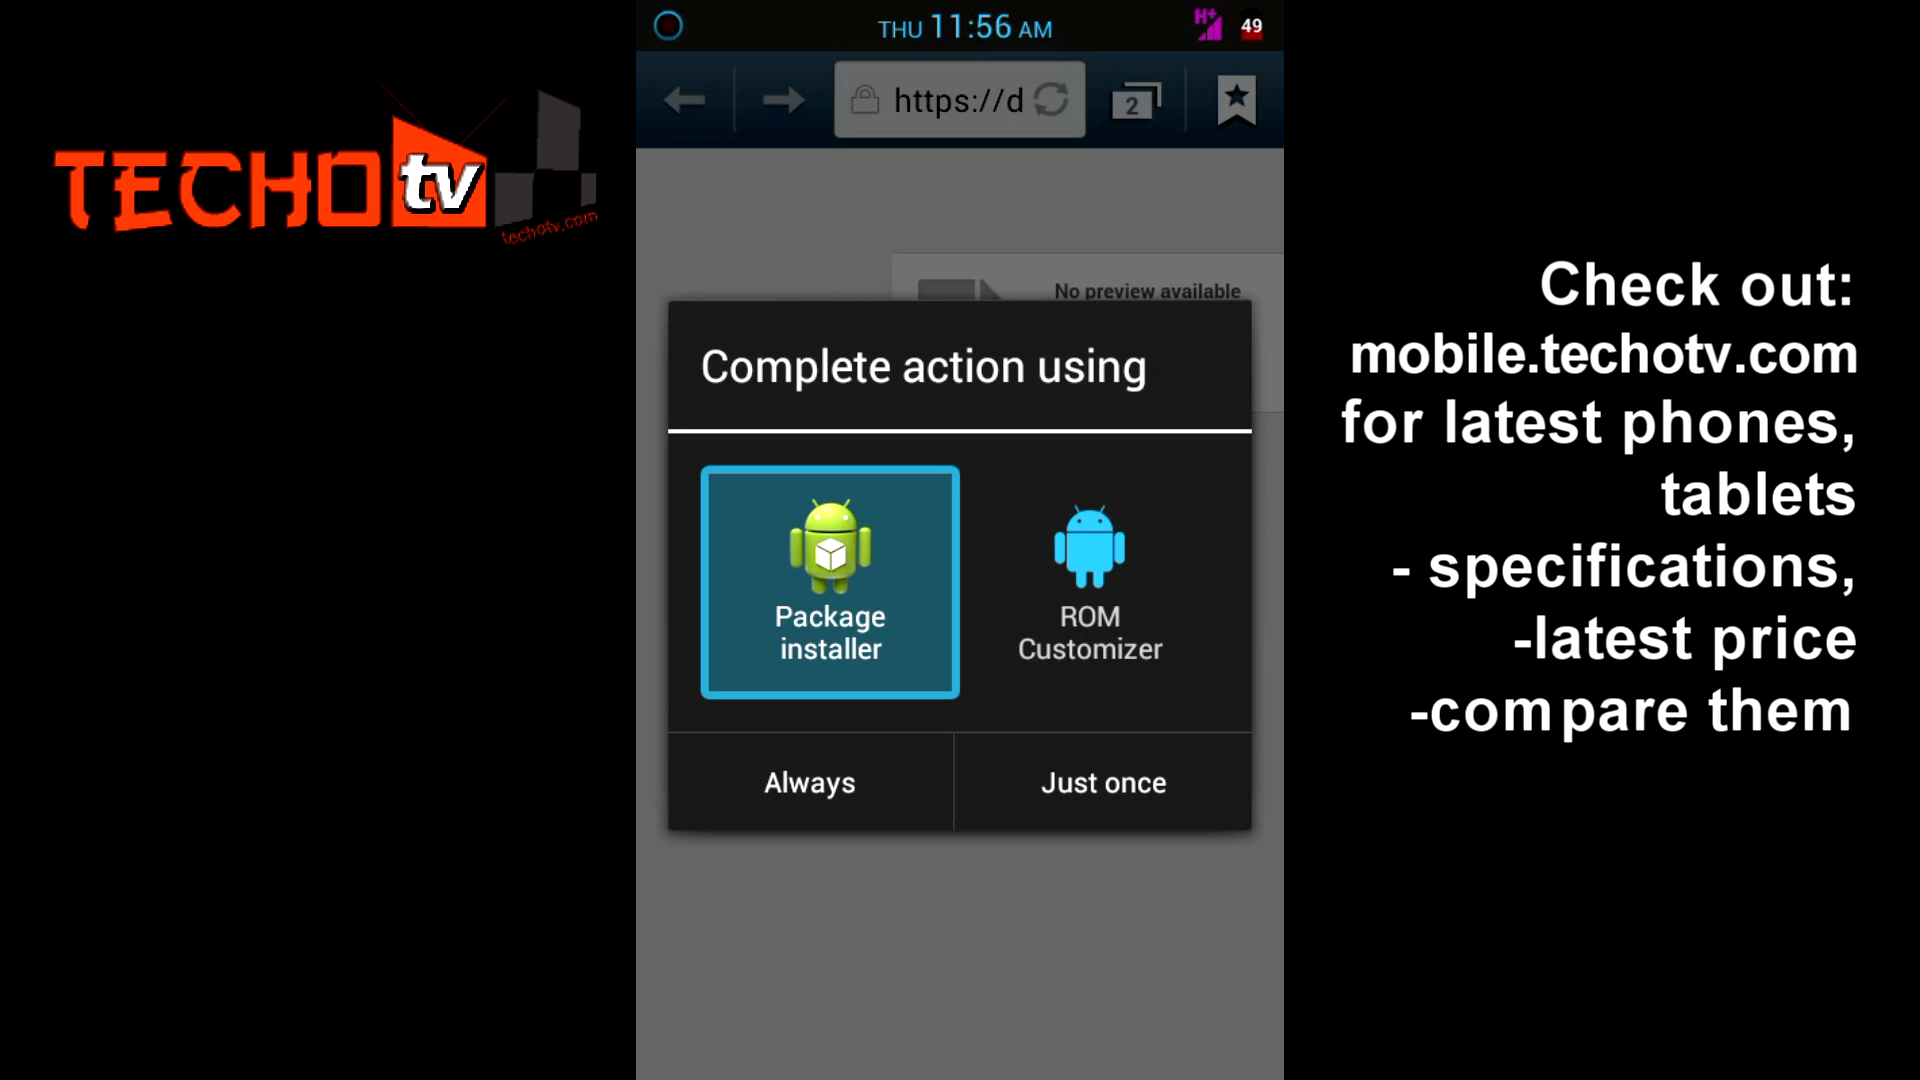 TECHO tv
techotv.com
THU 11:56 AM
H+
49
https://d
2
No preview available
Complete action using
Package
installer
ROM
Customizer
Always
Just once
Check out:
mobile.techotv.com
for latest phones,
tablets
- specifications,
-latest price
-compare them